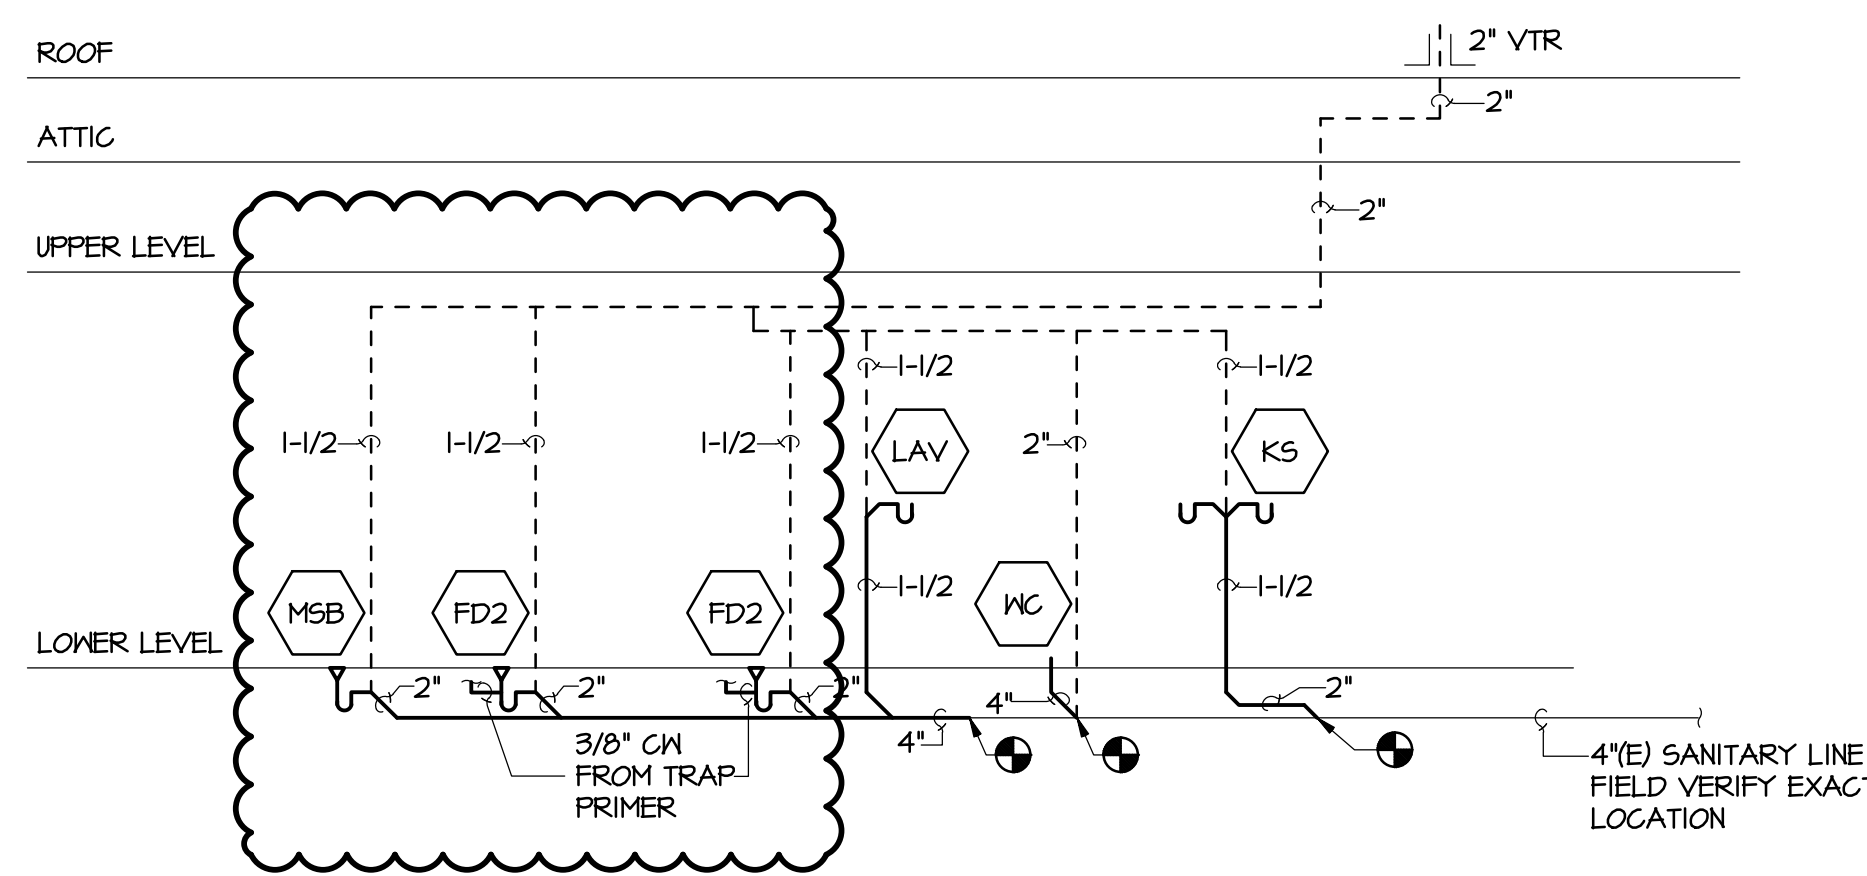 ROOF
2" VTR
2"
ATTIC
2"
UPPER LEVEL
1-1/2
1-1/2
1-1/2
1-1/2
1-1/2
2"
1-1/2
LAV
KS
1-1/2
1-1/2
MSB
FD2
FD2
WC
LOWER LEVEL
2"
2"
2"
4"
2"
4"
3/8" CW
FROM TRAP
PRIMER
4"(E) SANITARY LINE
FIELD VERIFY EXACT
LOCATION